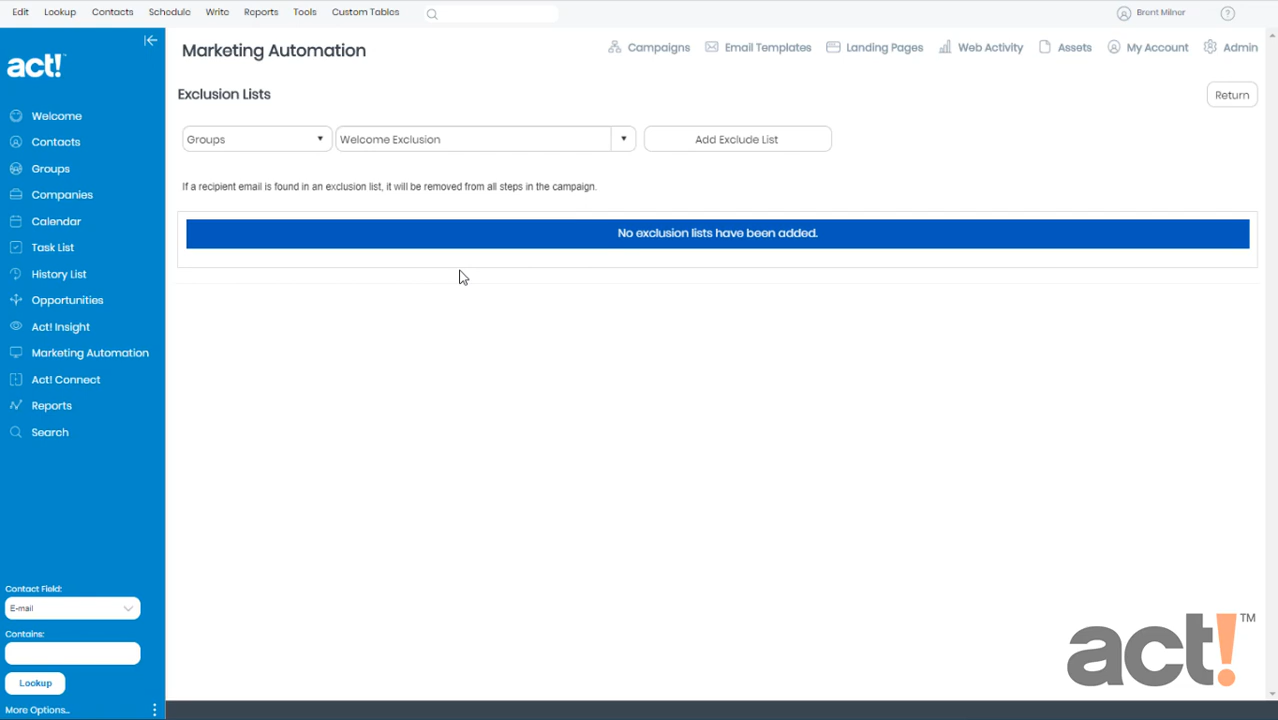 Edit Lookup Contacts Schedule Write Reports Tools Custom Tables
Brent Milner
?
act!™
Welcome
Contacts
Groups
Companies
Calendar
Task List
History List
Opportunities
Act! Insight
Marketing Automation
Act! Connect
Reports
Search
Contact Field:
E-mail
Contains:
Lookup
More Options...
Marketing Automation
Campaigns Email Templates Landing Pages Web Activity Assets My Account Admin
Exclusion Lists
Return
Groups Welcome Exclusion Add Exclude List
If a recipient email is found in an exclusion list, it will be removed from all steps in the campaign.
No exclusion lists have been added.
act!™